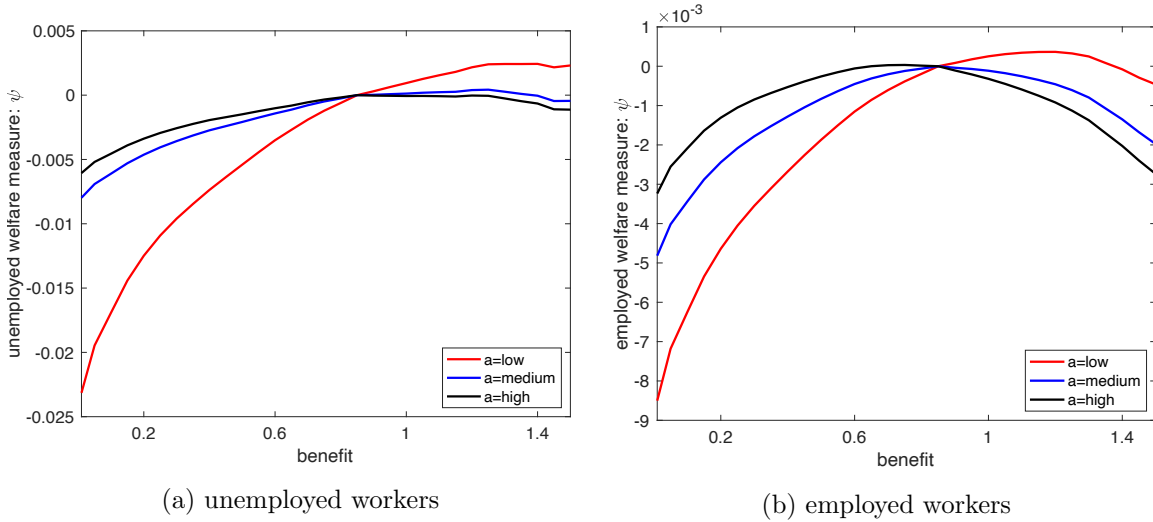 0.005
0
-0.005
-0.01
-0.015
-0.02
-0.025
unemployed welfare measure: ψ
0.2 0.6 1 1.4
benefit
a=low
a=medium
a=high
(a) unemployed workers
×10⁻³
1
0
-1
-2
-3
-4
-5
-6
-7
-8
-9
employed welfare measure: ψ
0.2 0.6 1 1.4
benefit
a=low
a=medium
a=high
(b) employed workers